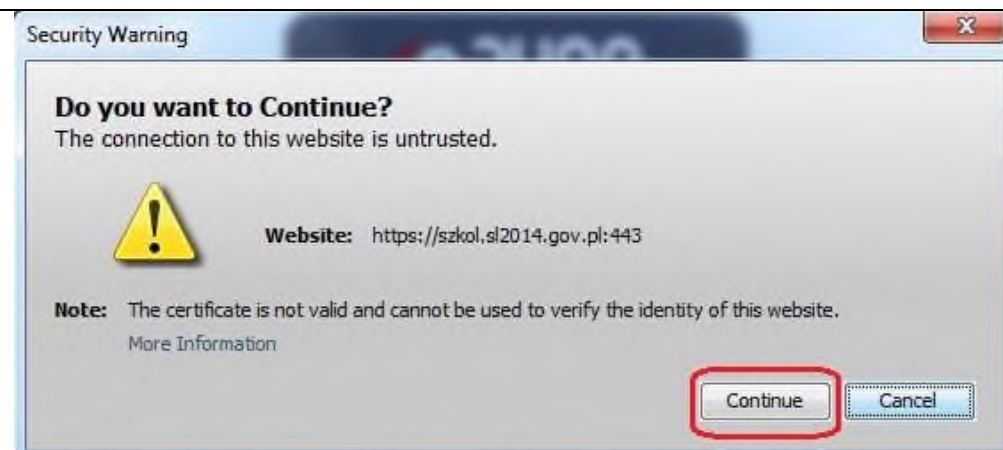 Security Warning
Do you want to Continue?
The connection to this website is untrusted.
Website: https://szkol.sl2014.gov.pl:443
Note: The certificate is not valid and cannot be used to verify the identity of this website.
More Information
Continue Cancel